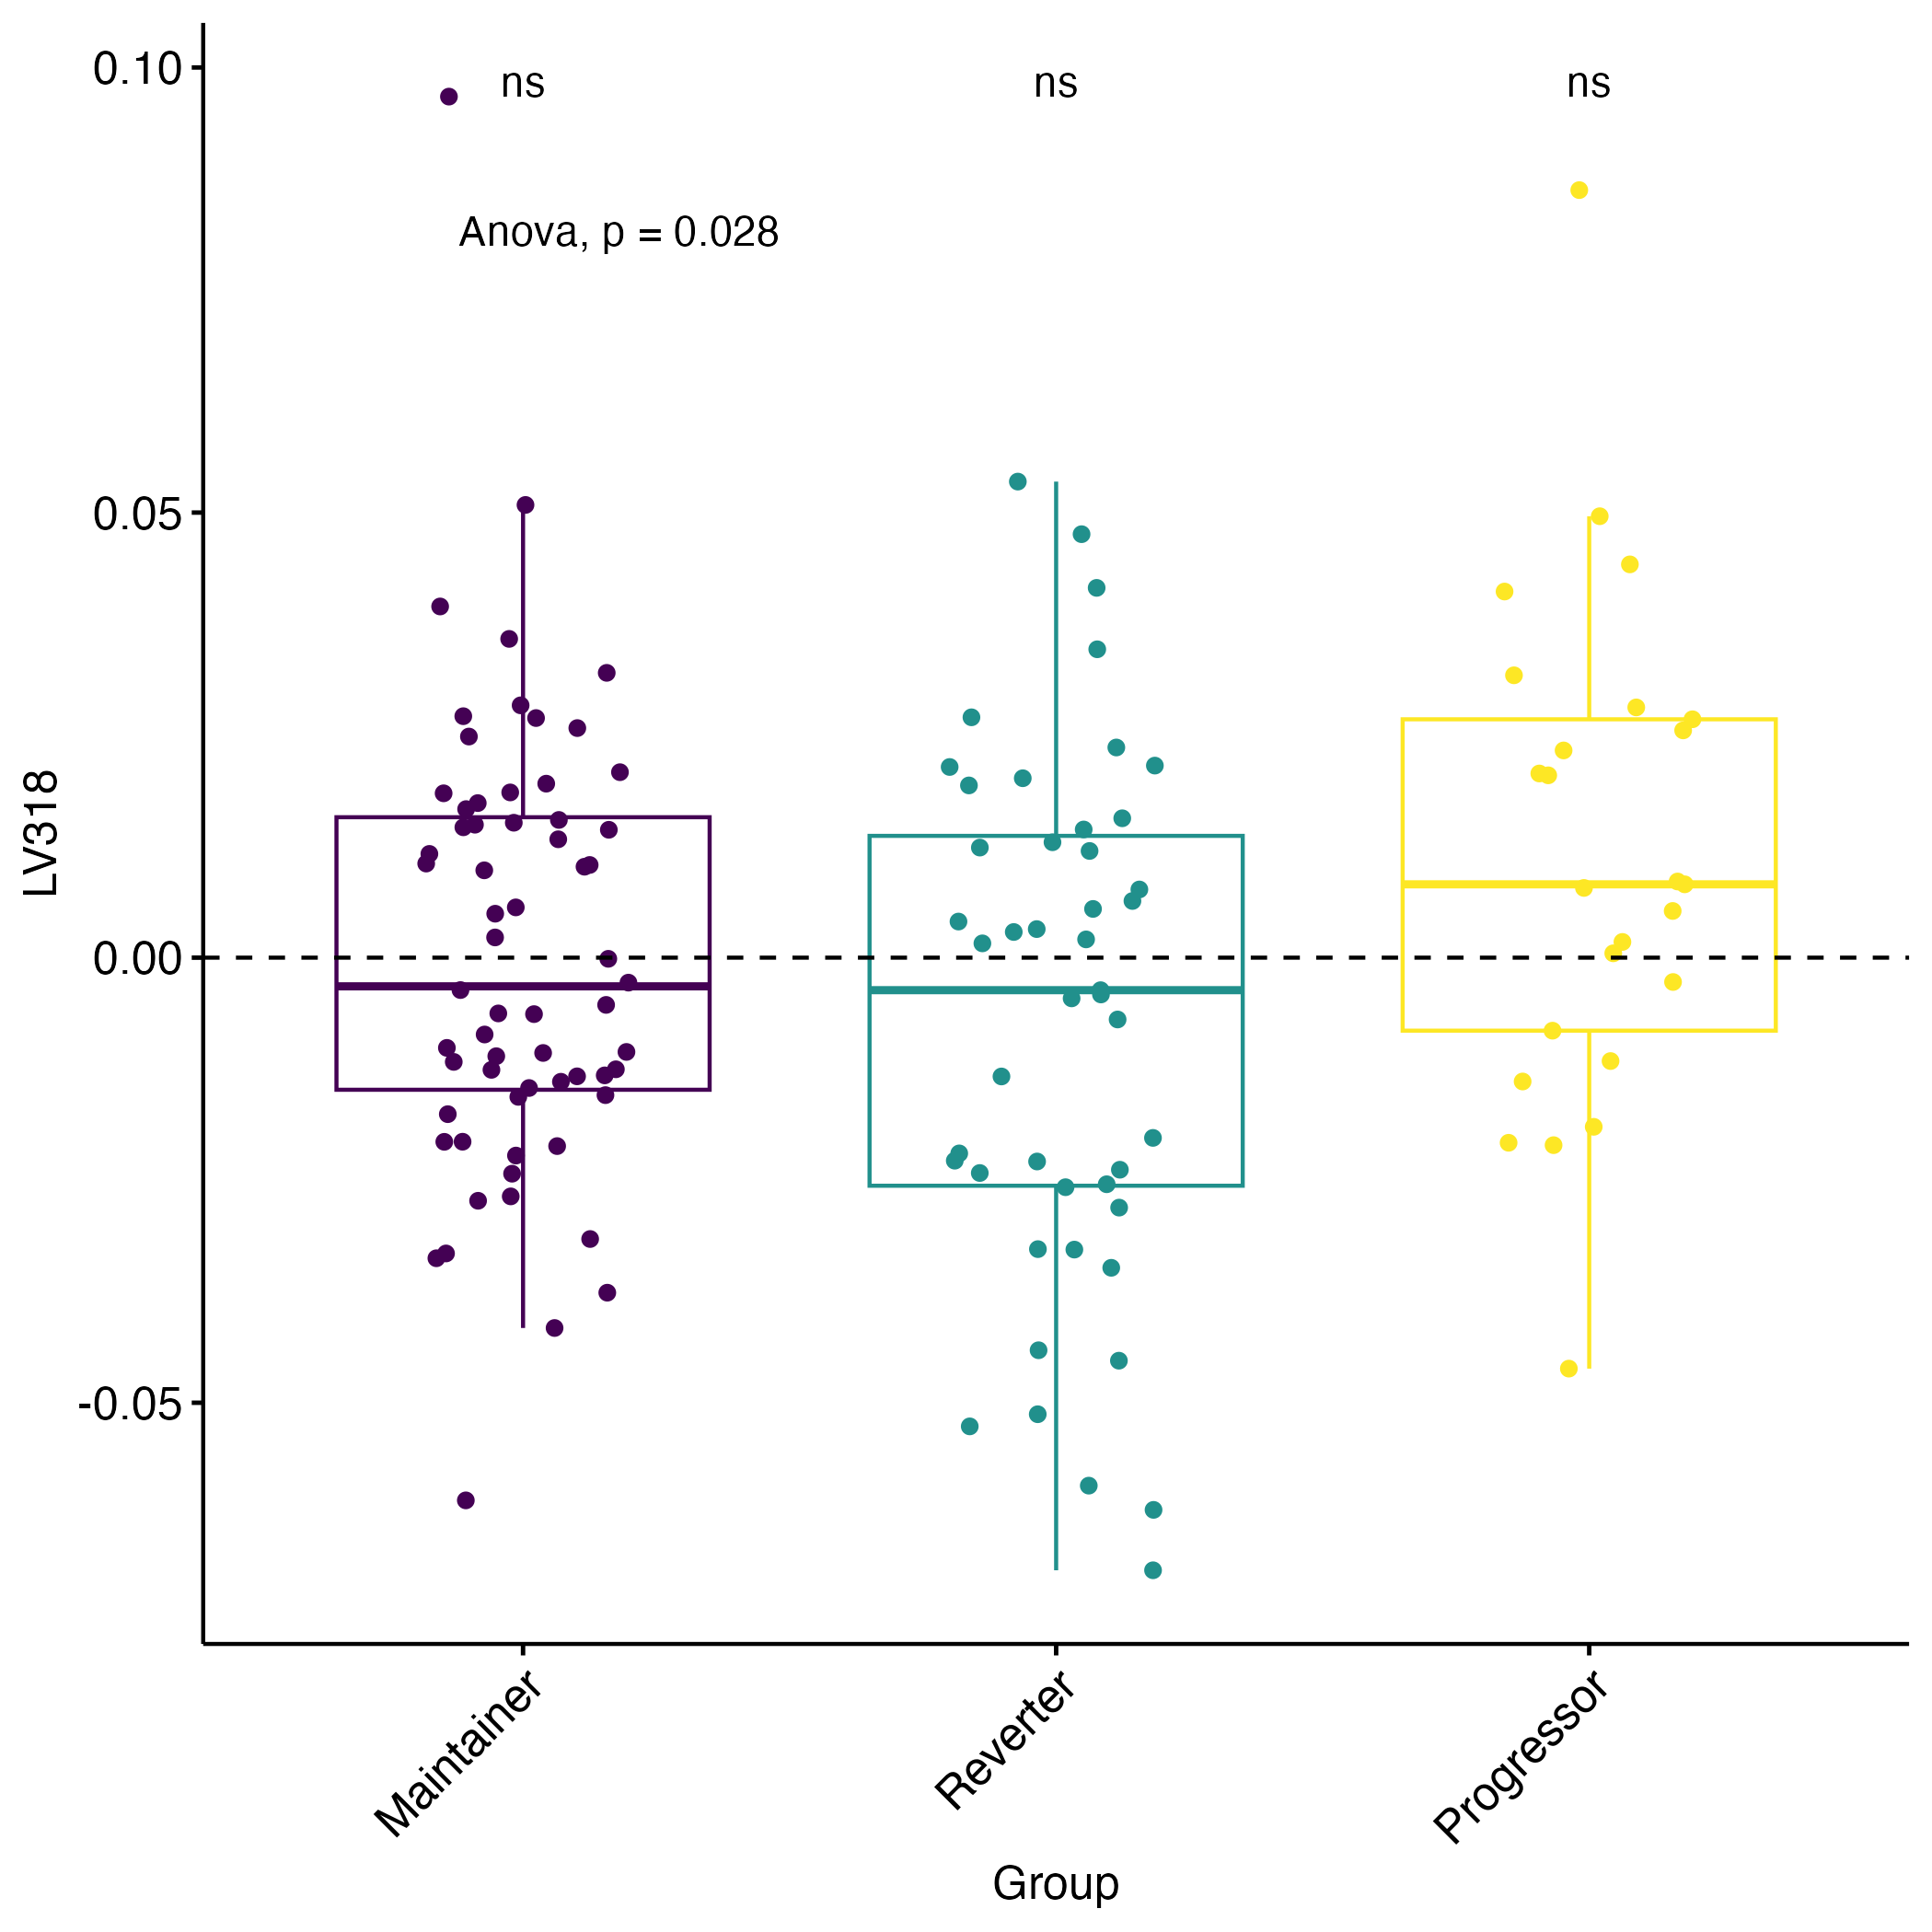 0.10
ns
ns
ns
Anova, p = 0.028
0.05
LV318
0.00
-0.05
Maintainer
Reverter
Progressor
Group